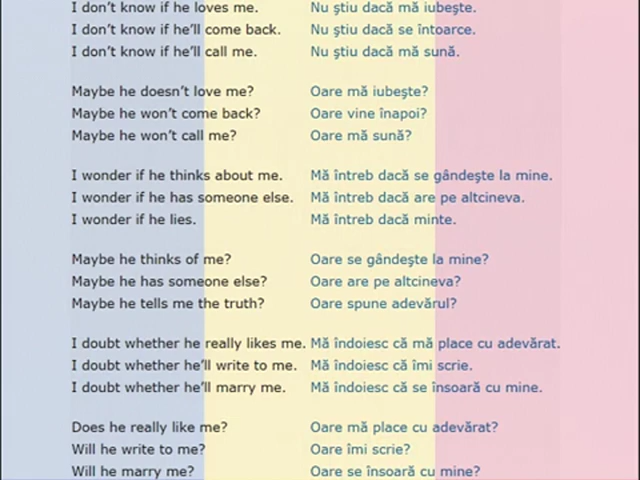 I don’t know if he loves me. Nu ştiu dacă mă iubeşte.
I don’t know if he’ll come back. Nu ştiu dacă se întoarce.
I don’t know if he’ll call me. Nu ştiu dacă mă sună.
Maybe he doesn’t love me? Oare mă iubeşte?
Maybe he won’t come back? Oare vine înapoi?
Maybe he won’t call me? Oare mă sună?
I wonder if he thinks about me. Mă întreb dacă se gândeşte la mine.
I wonder if he has someone else. Mă întreb dacă are pe altcineva.
I wonder if he lies. Mă întreb dacă minte.
Maybe he thinks of me? Oare se gândeşte la mine?
Maybe he has someone else? Oare are pe altcineva?
Maybe he tells me the truth? Oare spune adevărul?
I doubt whether he really likes me. Mă îndoiesc că mă place cu adevărat.
I doubt whether he’ll write to me. Mă îndoiesc că îmi scrie.
I doubt whether he’ll marry me. Mă îndoiesc că se însoară cu mine.
Does he really like me? Oare mă place cu adevărat?
Will he write to me? Oare îmi scrie?
Will he marry me? Oare se însoară cu mine?